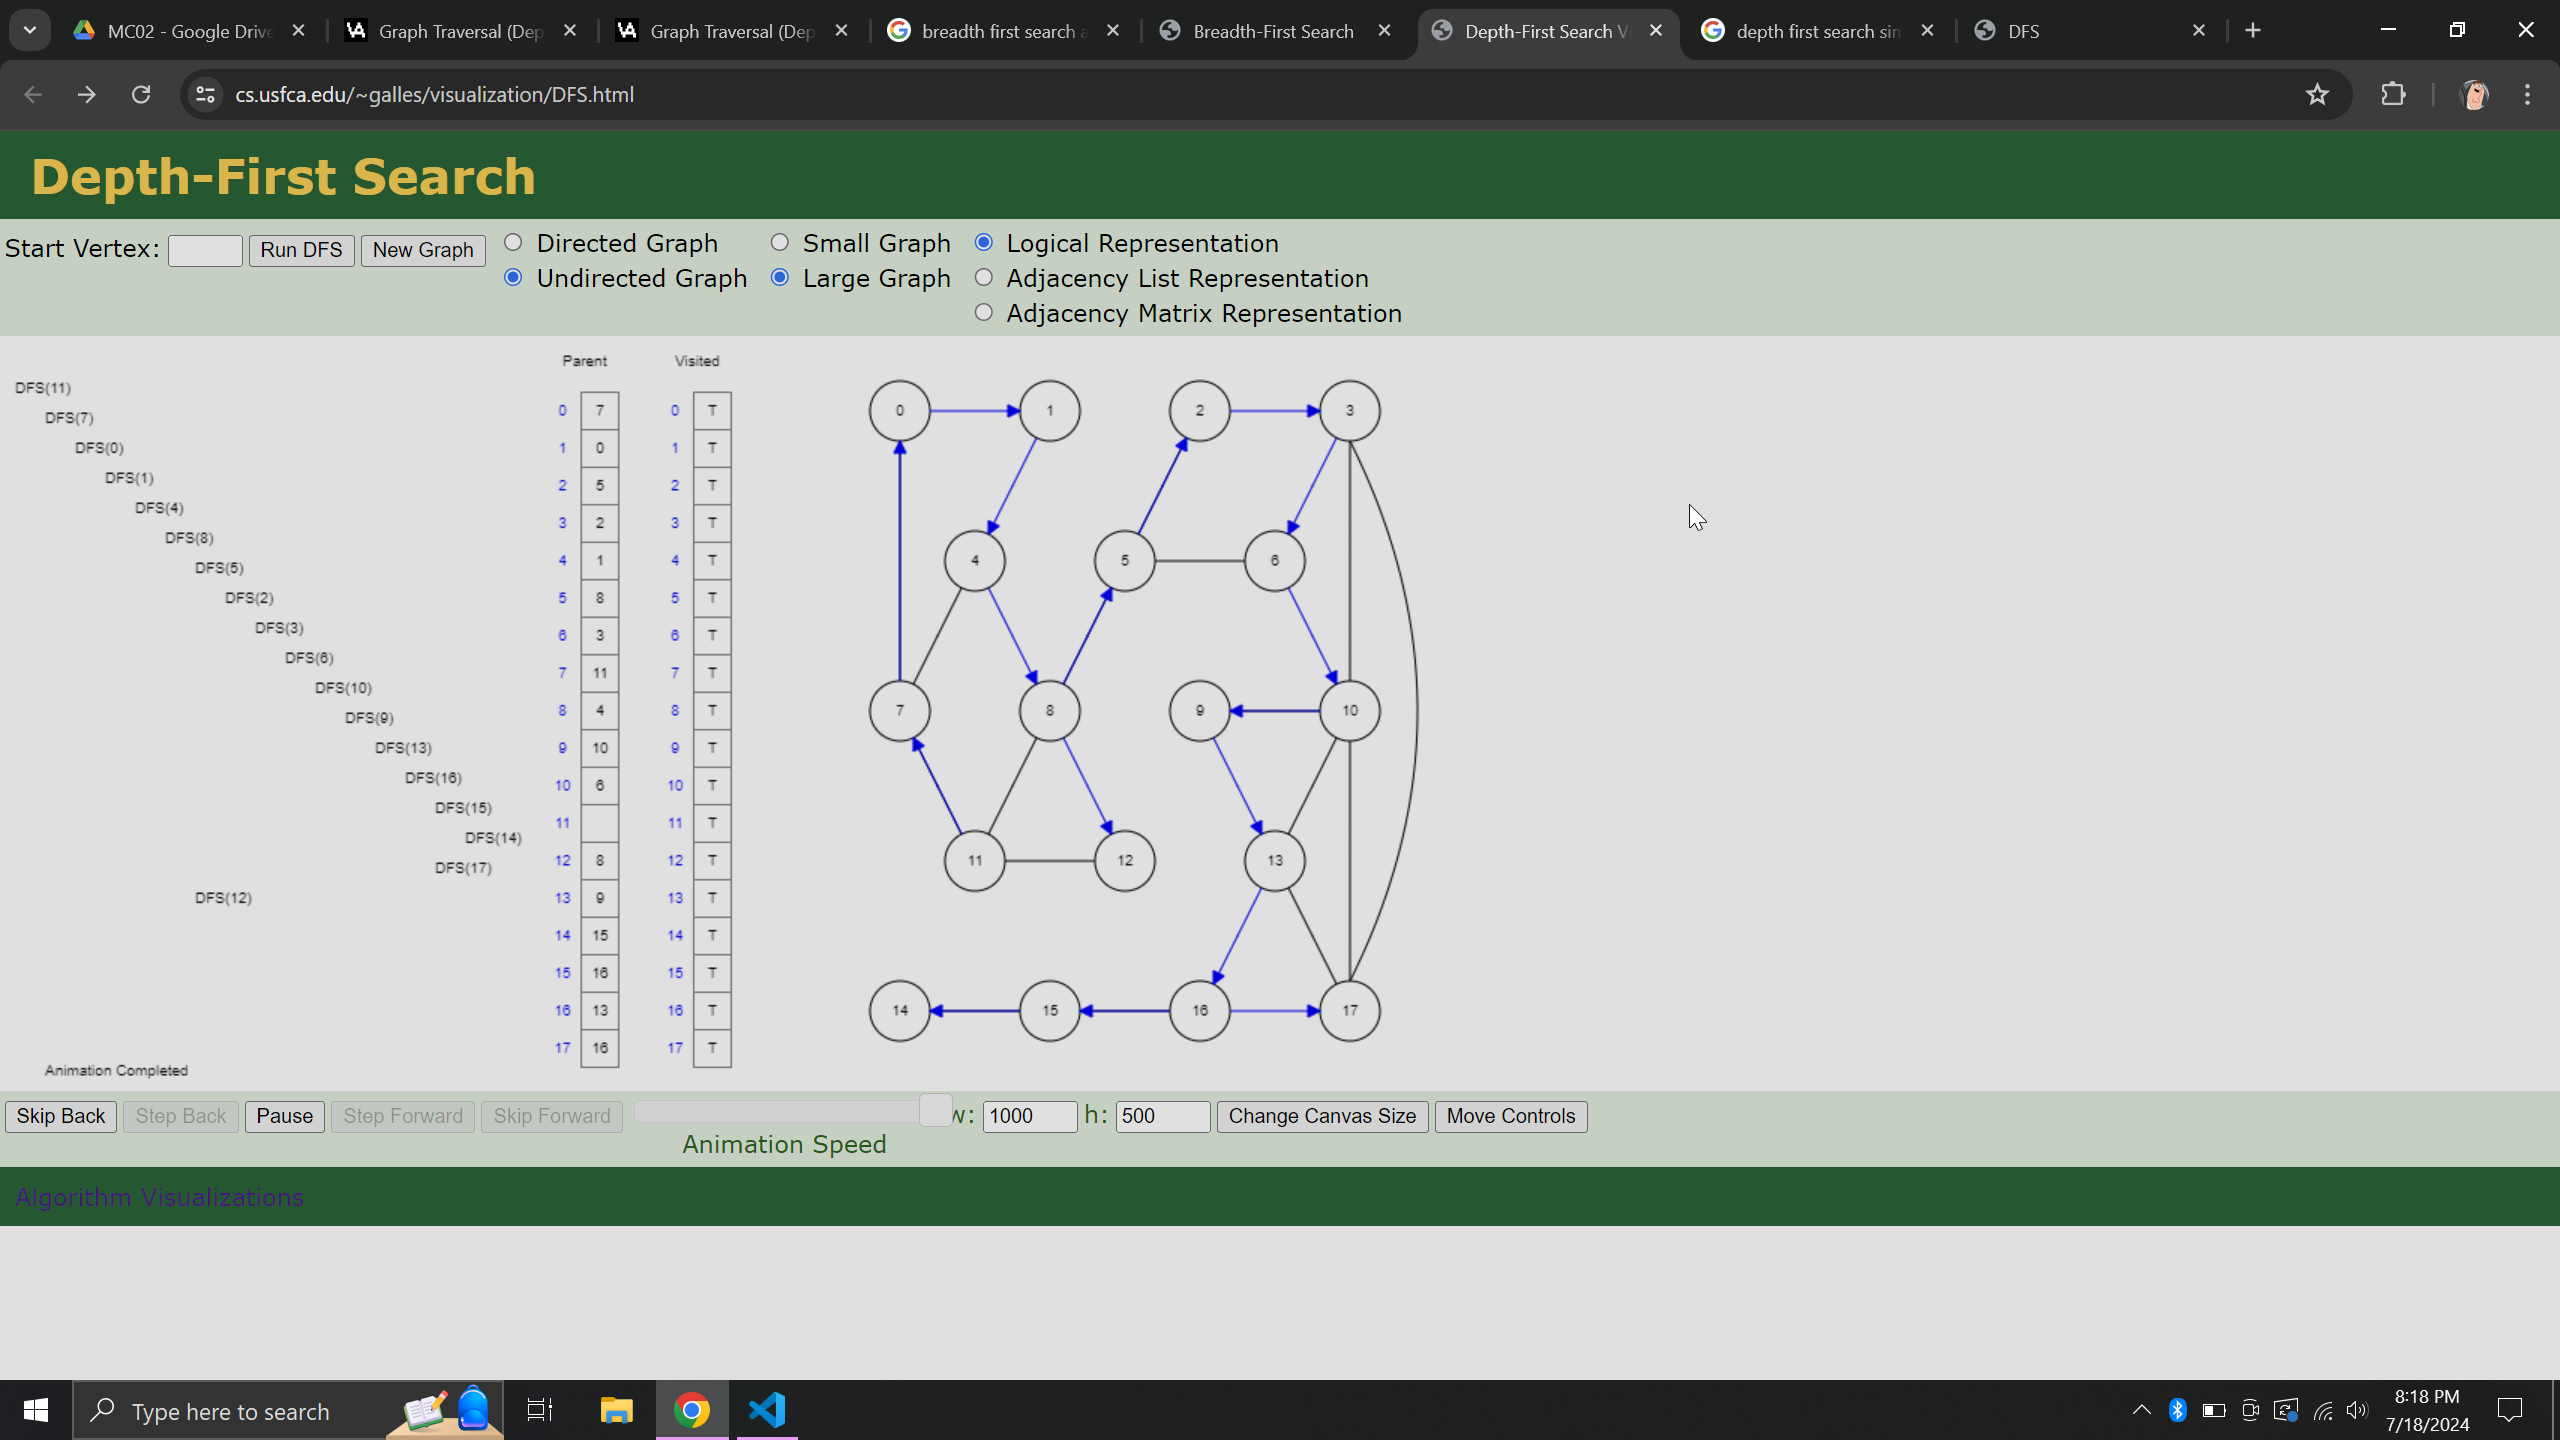 MC02 - Google Drive
Graph Traversal (Dep
Graph Traversal (Dep
breadth first search a
Breadth-First Search
Depth-First Search V
depth first search sim
DFS
cs.usfca.edu/~galles/visualization/DFS.html
Depth-First Search
Start Vertex: Run DFS New Graph
Directed Graph
Undirected Graph
Small Graph
Large Graph
Logical Representation
Adjacency List Representation
Adjacency Matrix Representation
DFS(11)
DFS(7)
DFS(0)
DFS(1)
DFS(4)
DFS(8)
DFS(5)
DFS(2)
DFS(3)
DFS(6)
DFS(10)
DFS(9)
DFS(13)
DFS(16)
DFS(15)
DFS(14)
DFS(17)
DFS(12)
Animation Completed
Parent Visited
0 7 0 T
1 0 1 T
2 5 2 T
3 2 3 T
4 1 4 T
5 8 5 T
6 3 6 T
7 11 7 T
8 4 8 T
9 10 9 T
10 6 10 T
11 11 T
12 8 12 T
13 9 13 T
14 15 14 T
15 16 15 T
16 13 16 T
17 16 17 T
0 1 2 3
4 5 6
7 8 9 10
11 12 13
14 15 16 17
Skip Back Step Back Pause Step Forward Skip Forward w: 1000 h: 500 Change Canvas Size Move Controls
Animation Speed
Algorithm Visualizations
Type here to search
8:18 PM
7/18/2024